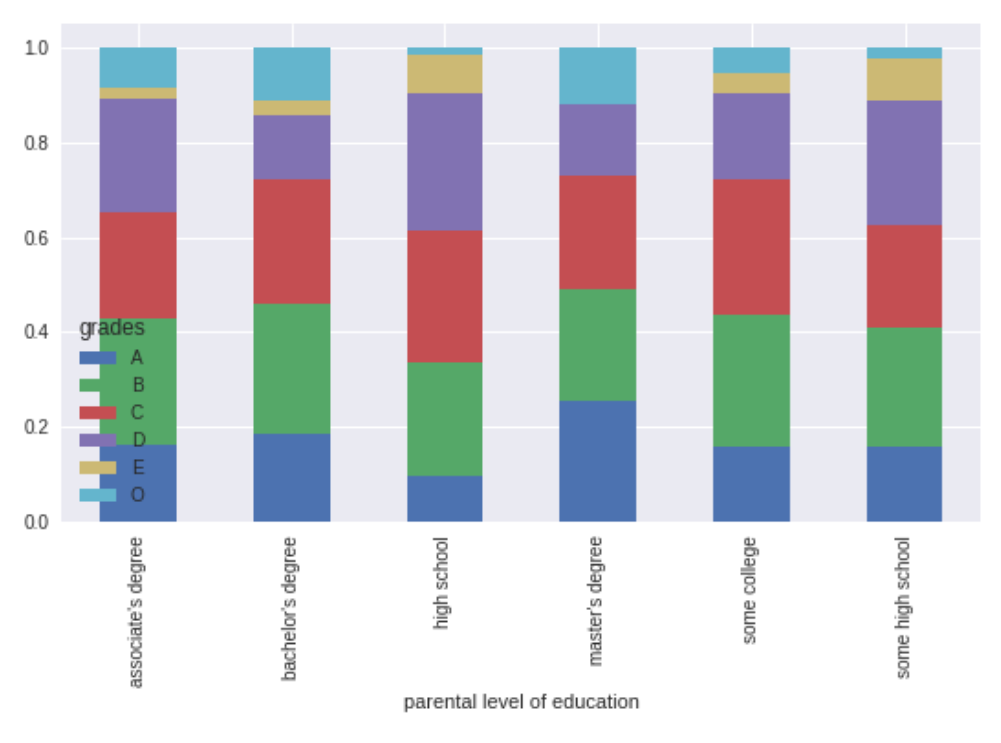 1.0
0.8
0.6
0.4
0.2
0.0
grades
A
B
C
D
E
O
associate's degree
bachelor's degree
high school
master's degree
some college
some high school
parental level of education